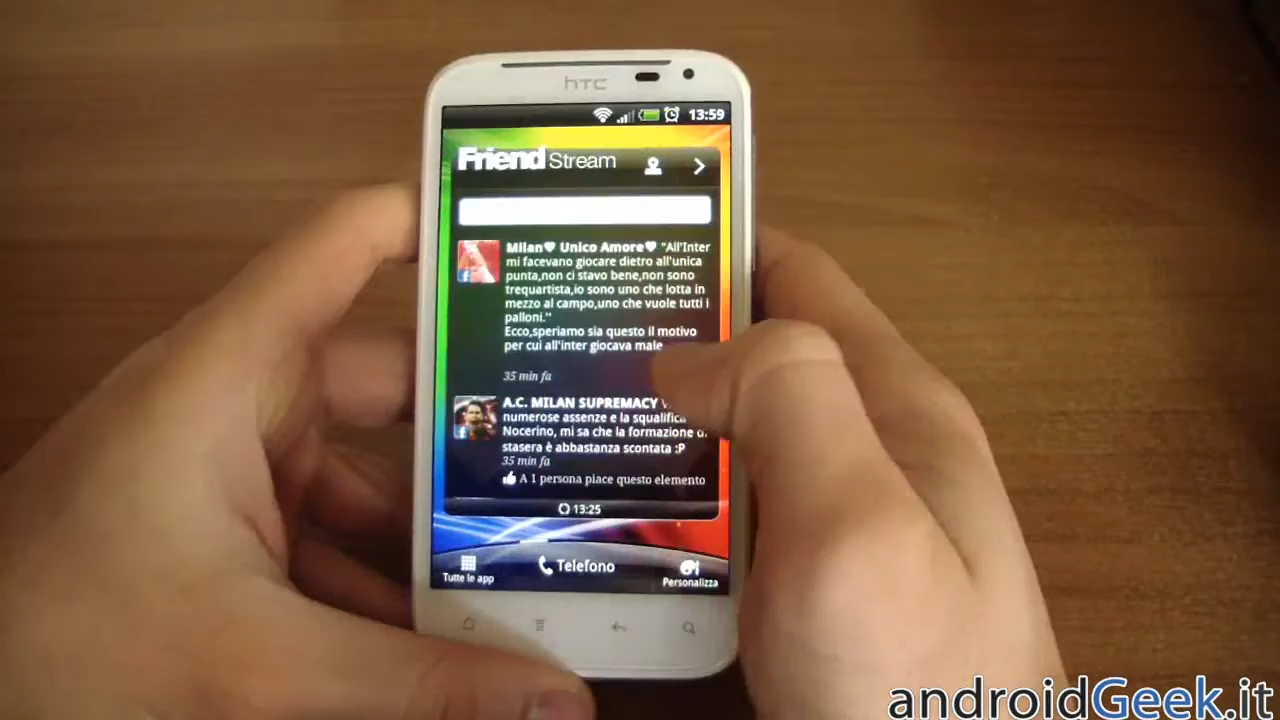 hTC
13:59
Friend Stream
Milan♥ Unico Amore♥ "All'Inter
mi facevano giocare dietro all'unica
punta,non ci stavo bene,non sono
trequartista,io sono uno che lotta in
mezzo al campo,uno che vuole tutti i
palloni."
Ecco,speriamo sia questo il motivo
per cui all'inter giocava male
35 min fa
A.C. MILAN SUPREMACY
numerose assenze e la squalifica
Nocerino, mi sa che la formazione
stasera è abbastanza scontata :P
35 min fa
A 1 persona piace questo elemento
13:25
Tutte le app
Telefono
Personalizza
androidGeek.it